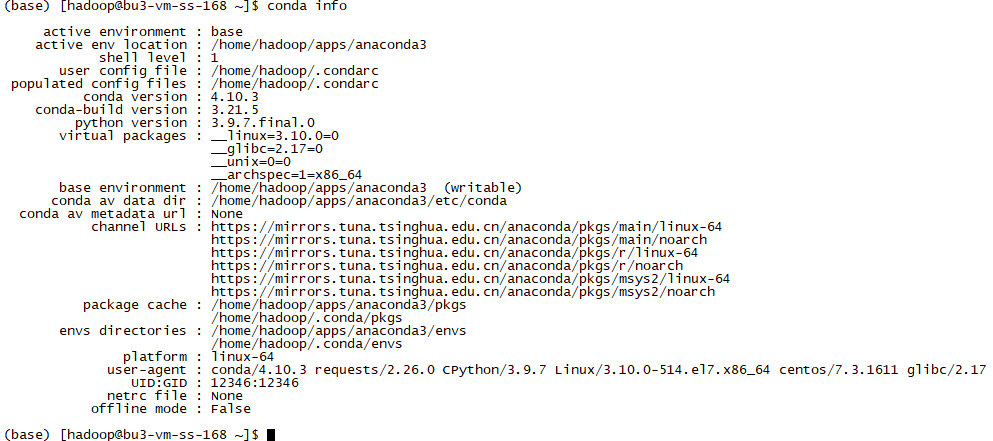 (base) [hadoop@bu3-vm-ss-168 ~]$ conda info
active environment : base
active env location : /home/hadoop/apps/anaconda3
shell level : 1
user config file : /home/hadoop/.condarc
populated config files : /home/hadoop/.condarc
conda version : 4.10.3
conda-build version : 3.21.5
python version : 3.9.7.final.0
virtual packages : __linux=3.10.0=0
__glibc=2.17=0
__unix=0=0
__archspec=1=x86_64
base environment : /home/hadoop/apps/anaconda3  (writable)
conda av data dir : /home/hadoop/apps/anaconda3/etc/conda
conda av metadata url : None
channel URLs : https://mirrors.tuna.tsinghua.edu.cn/anaconda/pkgs/main/linux-64
https://mirrors.tuna.tsinghua.edu.cn/anaconda/pkgs/main/noarch
https://mirrors.tuna.tsinghua.edu.cn/anaconda/pkgs/r/linux-64
https://mirrors.tuna.tsinghua.edu.cn/anaconda/pkgs/r/noarch
https://mirrors.tuna.tsinghua.edu.cn/anaconda/pkgs/msys2/linux-64
https://mirrors.tuna.tsinghua.edu.cn/anaconda/pkgs/msys2/noarch
package cache : /home/hadoop/apps/anaconda3/pkgs
/home/hadoop/.conda/pkgs
envs directories : /home/hadoop/apps/anaconda3/envs
/home/hadoop/.conda/envs
platform : linux-64
user-agent : conda/4.10.3 requests/2.26.0 CPython/3.9.7 Linux/3.10.0-514.el7.x86_64 centos/7.3.1611 glibc/2.17
UID:GID : 12346:12346
netrc file : None
offline mode : False
(base) [hadoop@bu3-vm-ss-168 ~]$